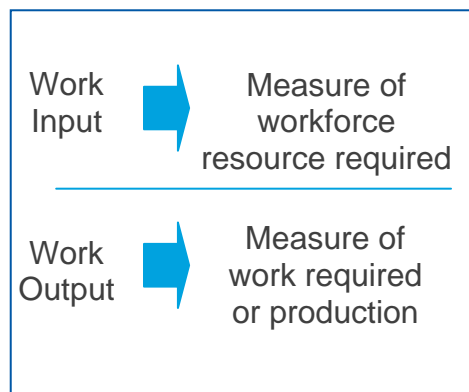 Work
Input
Measure of
workforce
resource required
Work
Output
Measure of
work required
or production